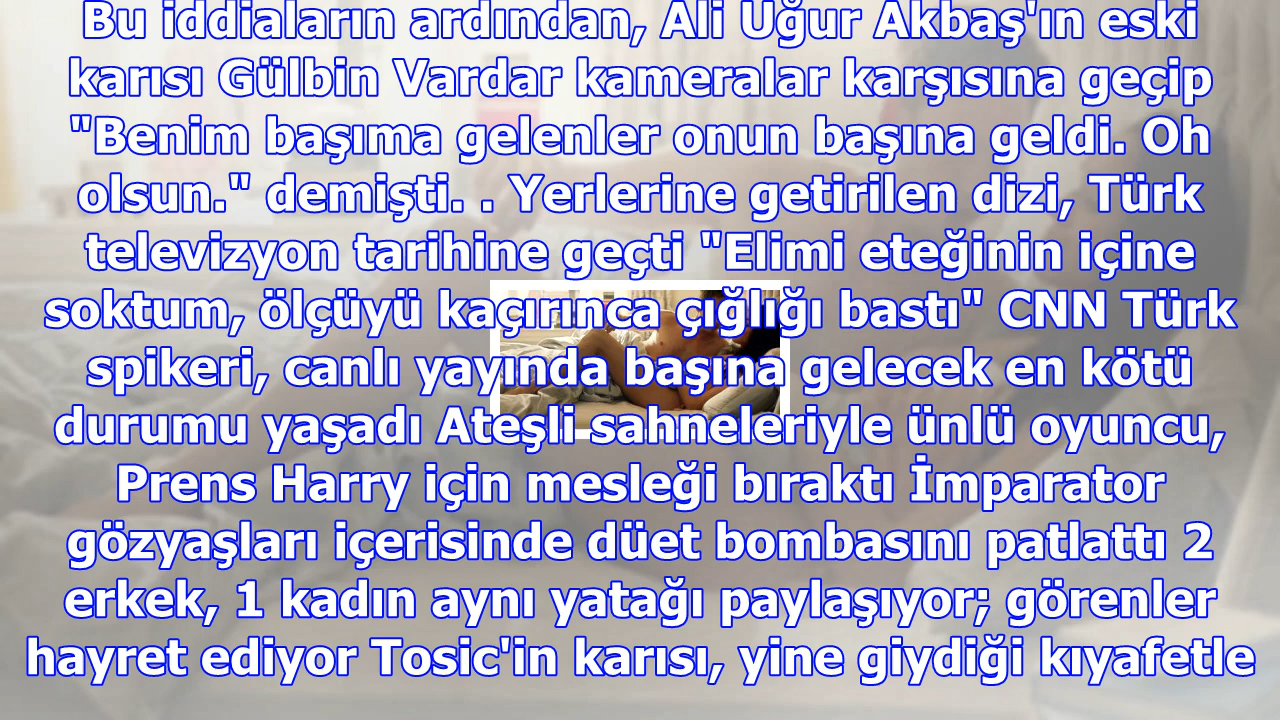 Bu iddiaların ardından, Ali Uğur Akbaş'ın eski
karısı Gülbin Vardar kameralar karşısına geçip
"Benim başıma gelenler onun başına geldi. Oh
olsun." demişti. . Yerlerine getirilen dizi, Türk
televizyon tarihine geçti "Elimi eteğinin içine
soktum, ölçüyü kaçırınca çığlığı bastı" CNN Türk
spikeri, canlı yayında başına gelecek en kötü
durumu yaşadı Ateşli sahneleriyle ünlü oyuncu,
Prens Harry için mesleği bıraktı İmparator
gözyaşları içerisinde düet bombasını patlattı 2
erkek, 1 kadın aynı yatağı paylaşıyor; görenler
hayret ediyor Tosic'in karısı, yine giydiği kıyafetle